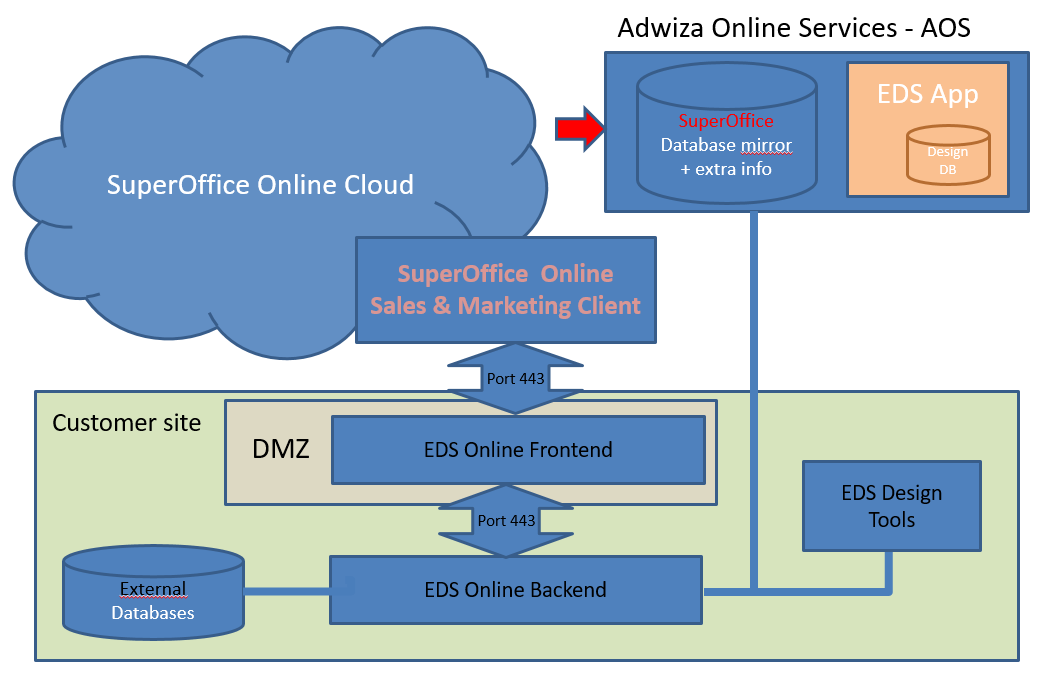 Adwiza Online Services - AOS
SuperOffice
Database mirror
+ extra info
EDS App
Design
DB
SuperOffice Online Cloud
SuperOffice Online
Sales & Marketing Client
Port 443
Customer site
DMZ
EDS Online Frontend
Port 443
EDS Design
Tools
External
Databases
EDS Online Backend